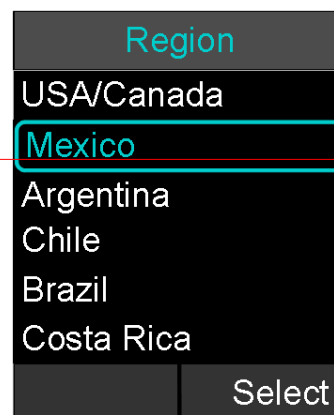 Region
USA/Canada
Mexico
Argentina
Chile
Brazil
Costa Rica
Select